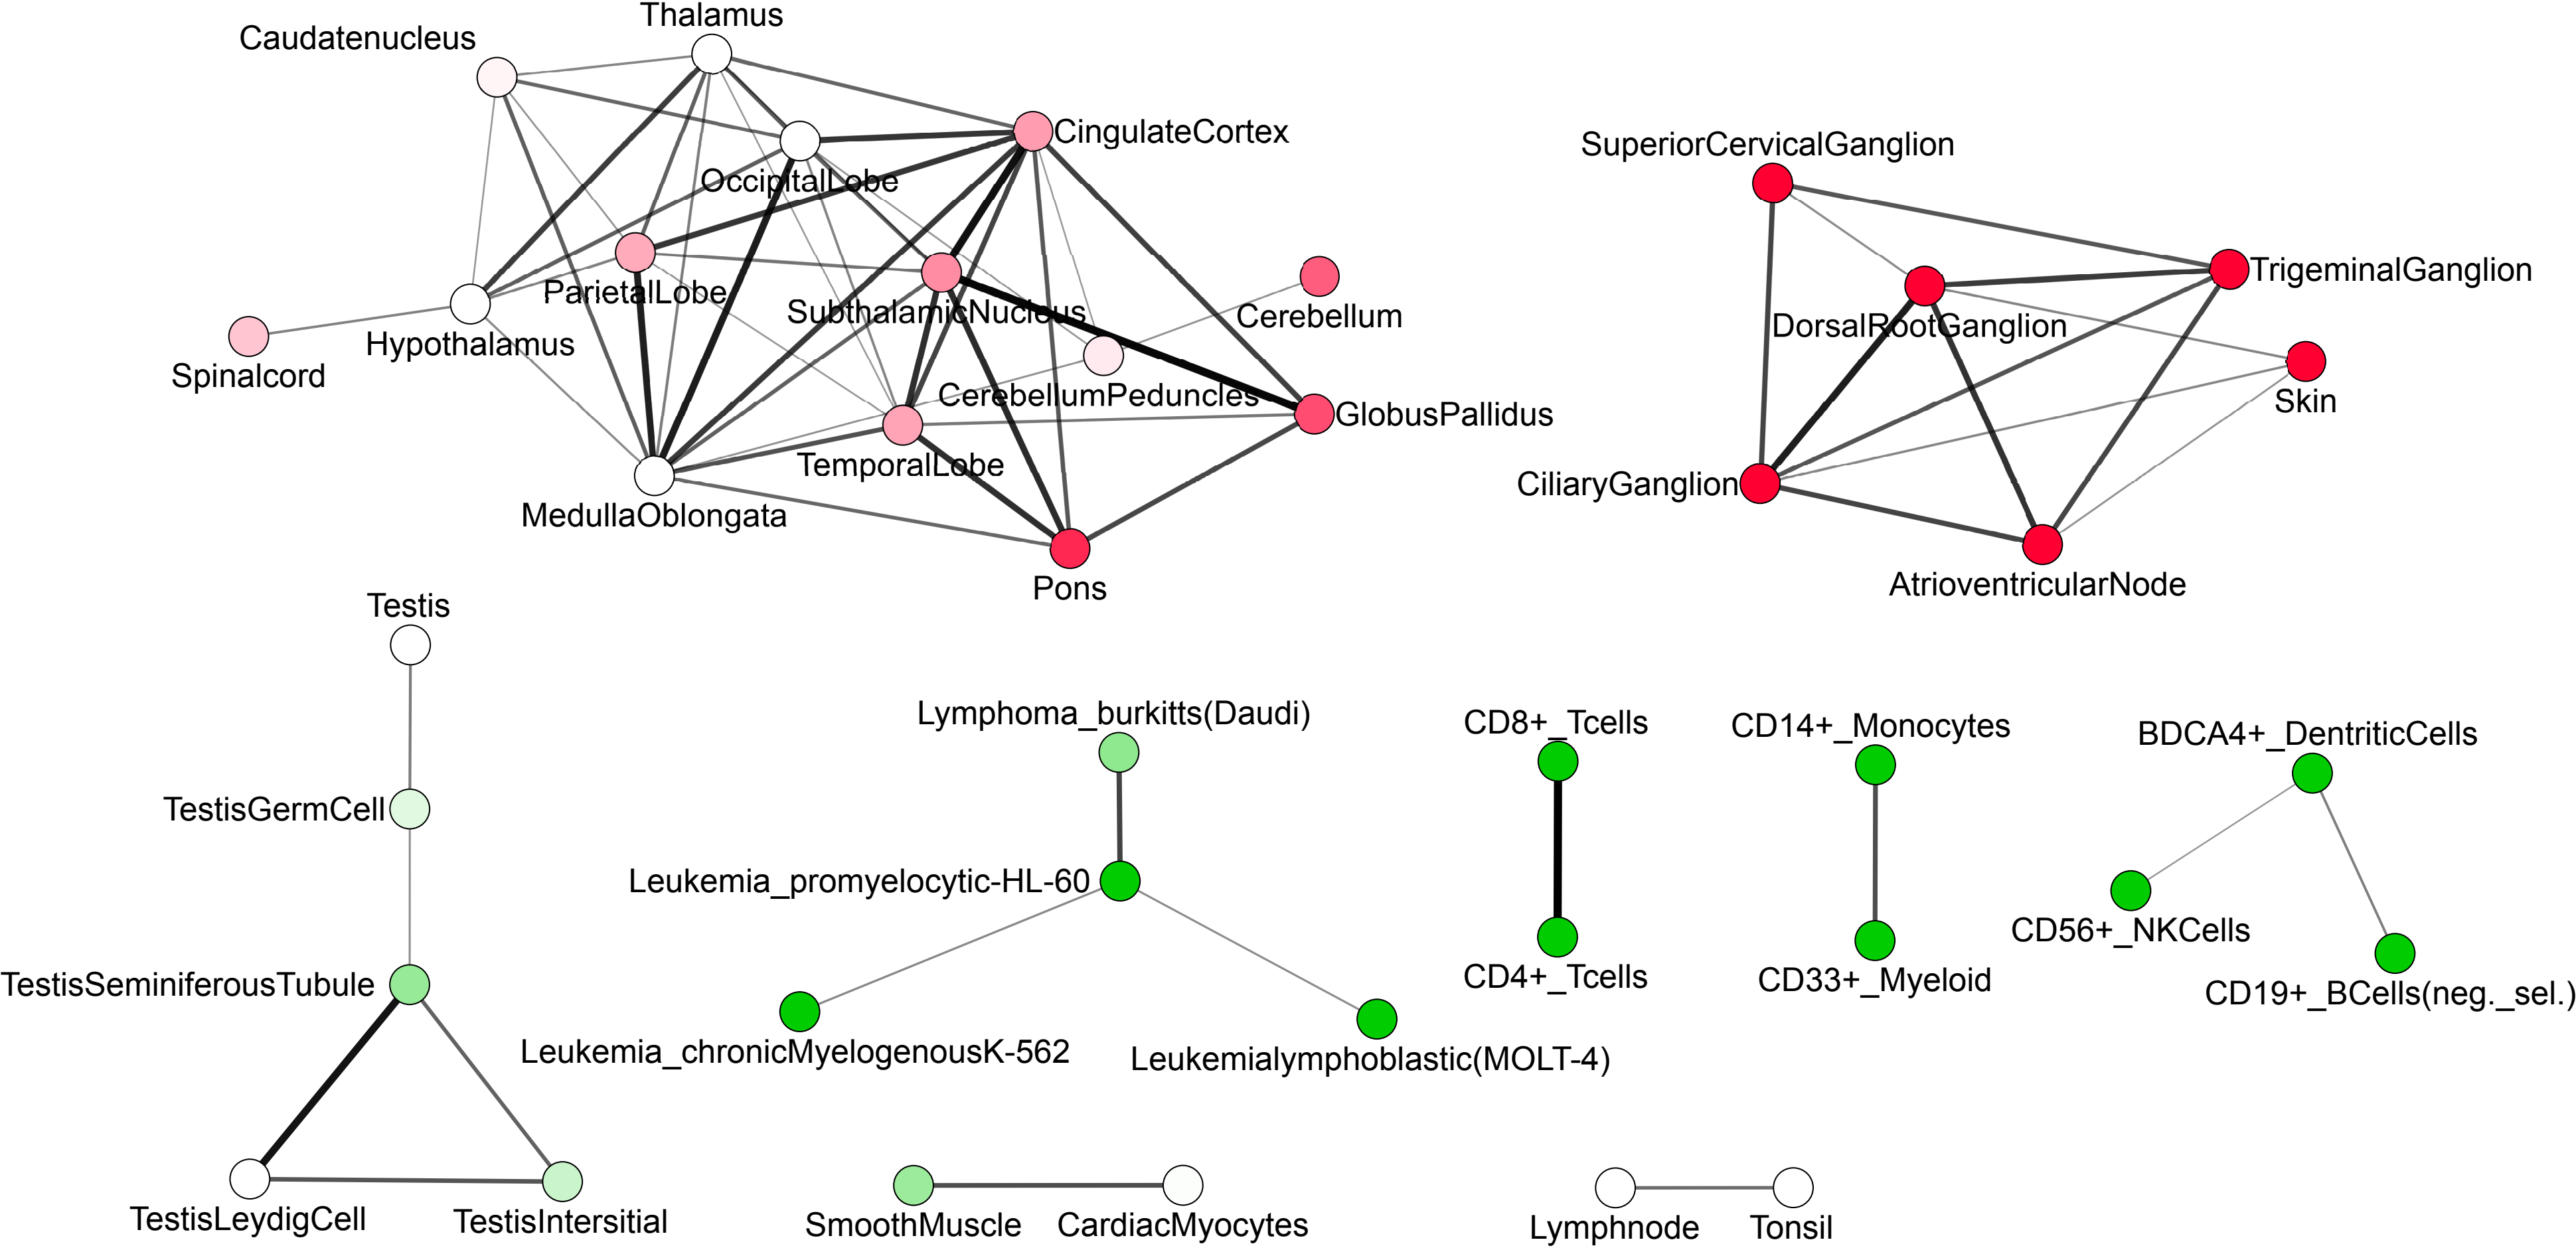 Thalamus
Caudatenucleus
CingulateCortex
OccipitalLobe
ParietalLobe
SubthalamicNucleus
Cerebellum
Hypothalamus
Spinalcord
CerebellumPeduncles
GlobusPallidus
TemporalLobe
MedullaOblongata
Pons
SuperiorCervicalGanglion
TrigeminalGanglion
DorsalRootGanglion
Skin
CiliaryGanglion
AtrioventricularNode
Testis
TestisGermCell
TestisSeminiferousTubule
TestisLeydigCell
TestisIntersitial
Lymphoma_burkitts(Daudi)
Leukemia_promyelocytic-HL-60
Leukemia_chronicMyelogenousK-562
Leukemialymphoblastic(MOLT-4)
CD8+_Tcells
CD4+_Tcells
CD14+_Monocytes
CD33+_Myeloid
BDCA4+_DentriticCells
CD56+_NKCells
CD19+_BCells(neg._sel.)
SmoothMuscle
CardiacMyocytes
Lymphnode
Tonsil